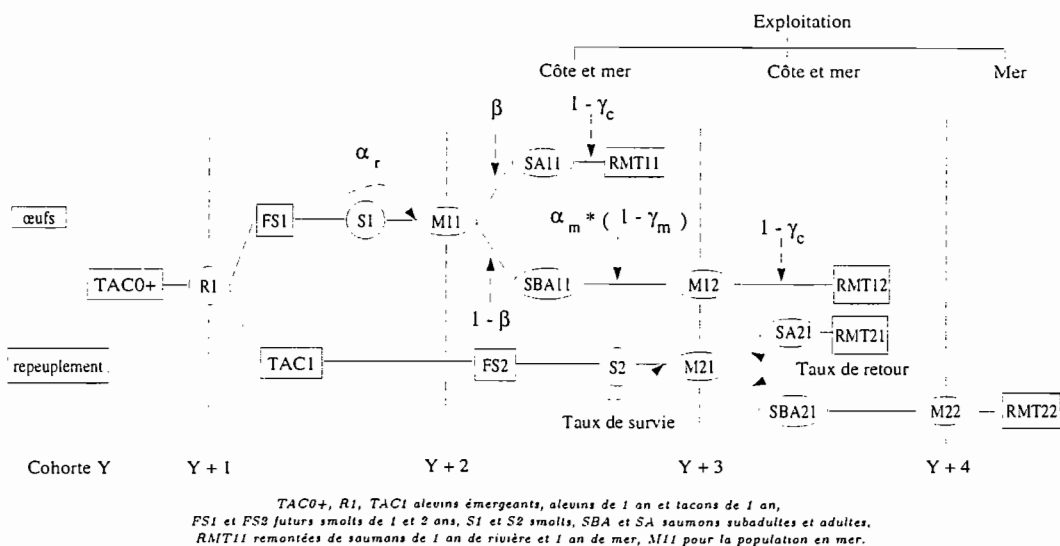 Exploitation
Côte et mer Côte et mer Mer
β 1 - γc
αr SA11 RMT11
œufs FS1 S1 M11 αm*( 1 - γm) 1 - γc
TAC0+ R1 SBA11 M12 RMT12
1 - β SA21 RMT21
repeuplement TAC1 FS2 S2 M21 Taux de retour
SBA21 M22 RMT22
Taux de survie
Cohorte Y Y + 1 Y + 2 Y + 3 Y + 4
TAC0+, R1, TAC1 alevins émergeants, alevins de 1 an et tacons de 1 an,
FS1 et FS2 futurs smolts de 1 et 2 ans, S1 et S2 smolts, SBA et SA saumons subadultes et adultes,
RMT11 remontées de saumans de 1 an de rivière et 1 an de mer, M11 pour la population en mer.